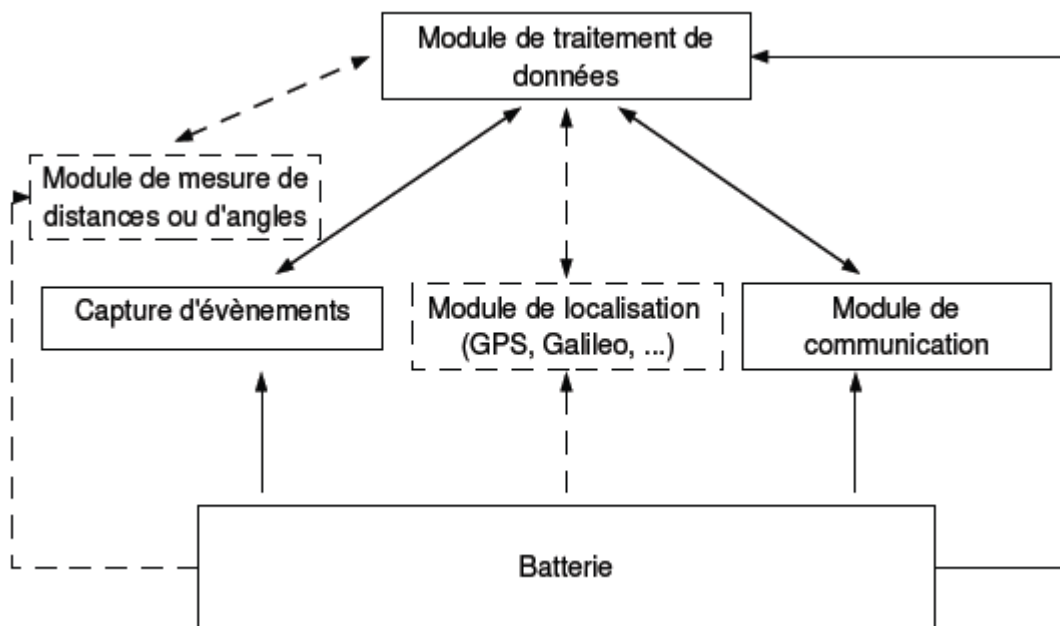 Module de traitement de
données
Module de mesure de
distances ou d'angles
Capture d'évènements
Module de localisation
(GPS, Galileo, ...)
Module de
communication
Batterie